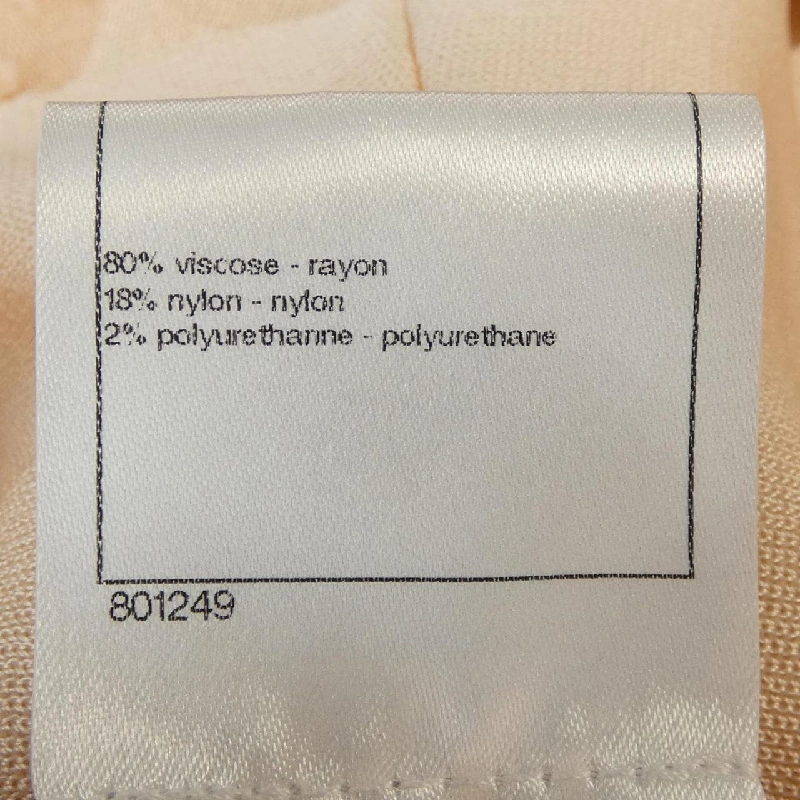 80% viscose - rayon
18% nylon - nylon
2% polyurethanne - polyurethane
801249